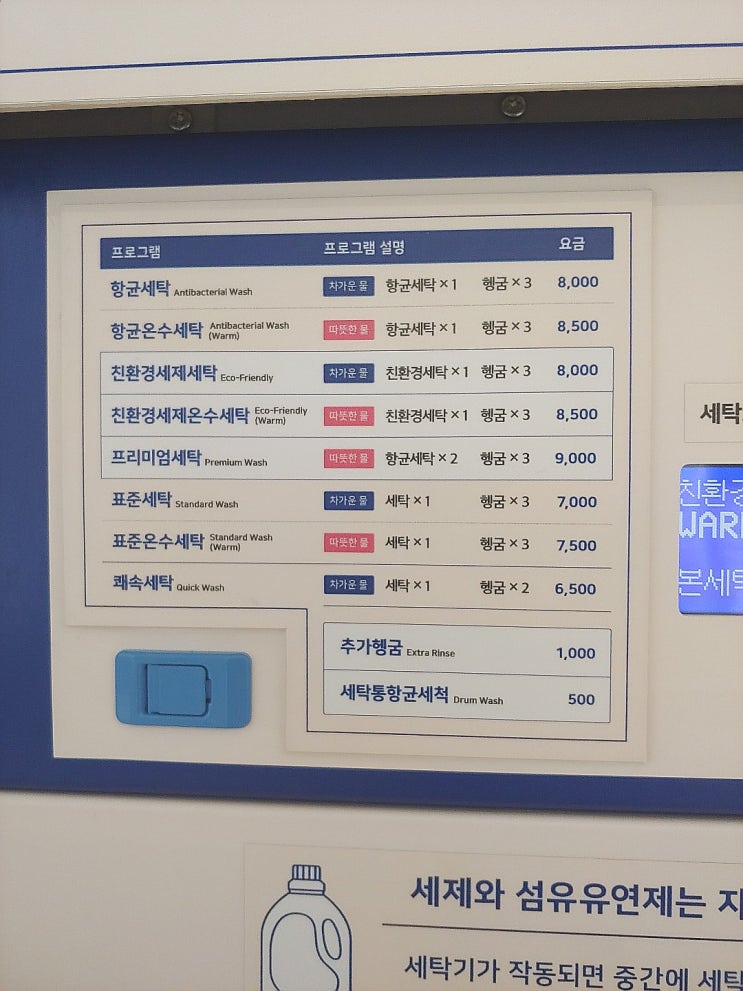 프로그램 프로그램 설명 요금
항균세탁 Antibacterial Wash 차가운 물 항균세탁×1 헹굼×3 8,000
항균온수세탁 Antibacterial Wash (Warm) 따뜻한 물 항균세탁×1 헹굼×3 8,500
친환경세제세탁 Eco-Friendly 차가운 물 친환경세탁×1 헹굼×3 8,000
친환경세제온수세탁 Eco-Friendly (Warm) 따뜻한 물 친환경세탁×1 헹굼×3 8,500
프리미엄세탁 Premium Wash 따뜻한 물 항균세탁×2 헹굼×3 9,000
표준세탁 Standard Wash 차가운 물 세탁×1 헹굼×3 7,000
표준온수세탁 Standard Wash (Warm) 따뜻한 물 세탁×1 헹굼×3 7,500
쾌속세탁 Quick Wash 차가운 물 세탁×1 헹굼×2 6,500
추가헹굼 Extra Rinse 1,000
세탁통항균세척 Drum Wash 500
세탁
친환경
WAR
본세탁
세제와 섬유유연제는 자
세탁기가 작동되면 중간에 세탁